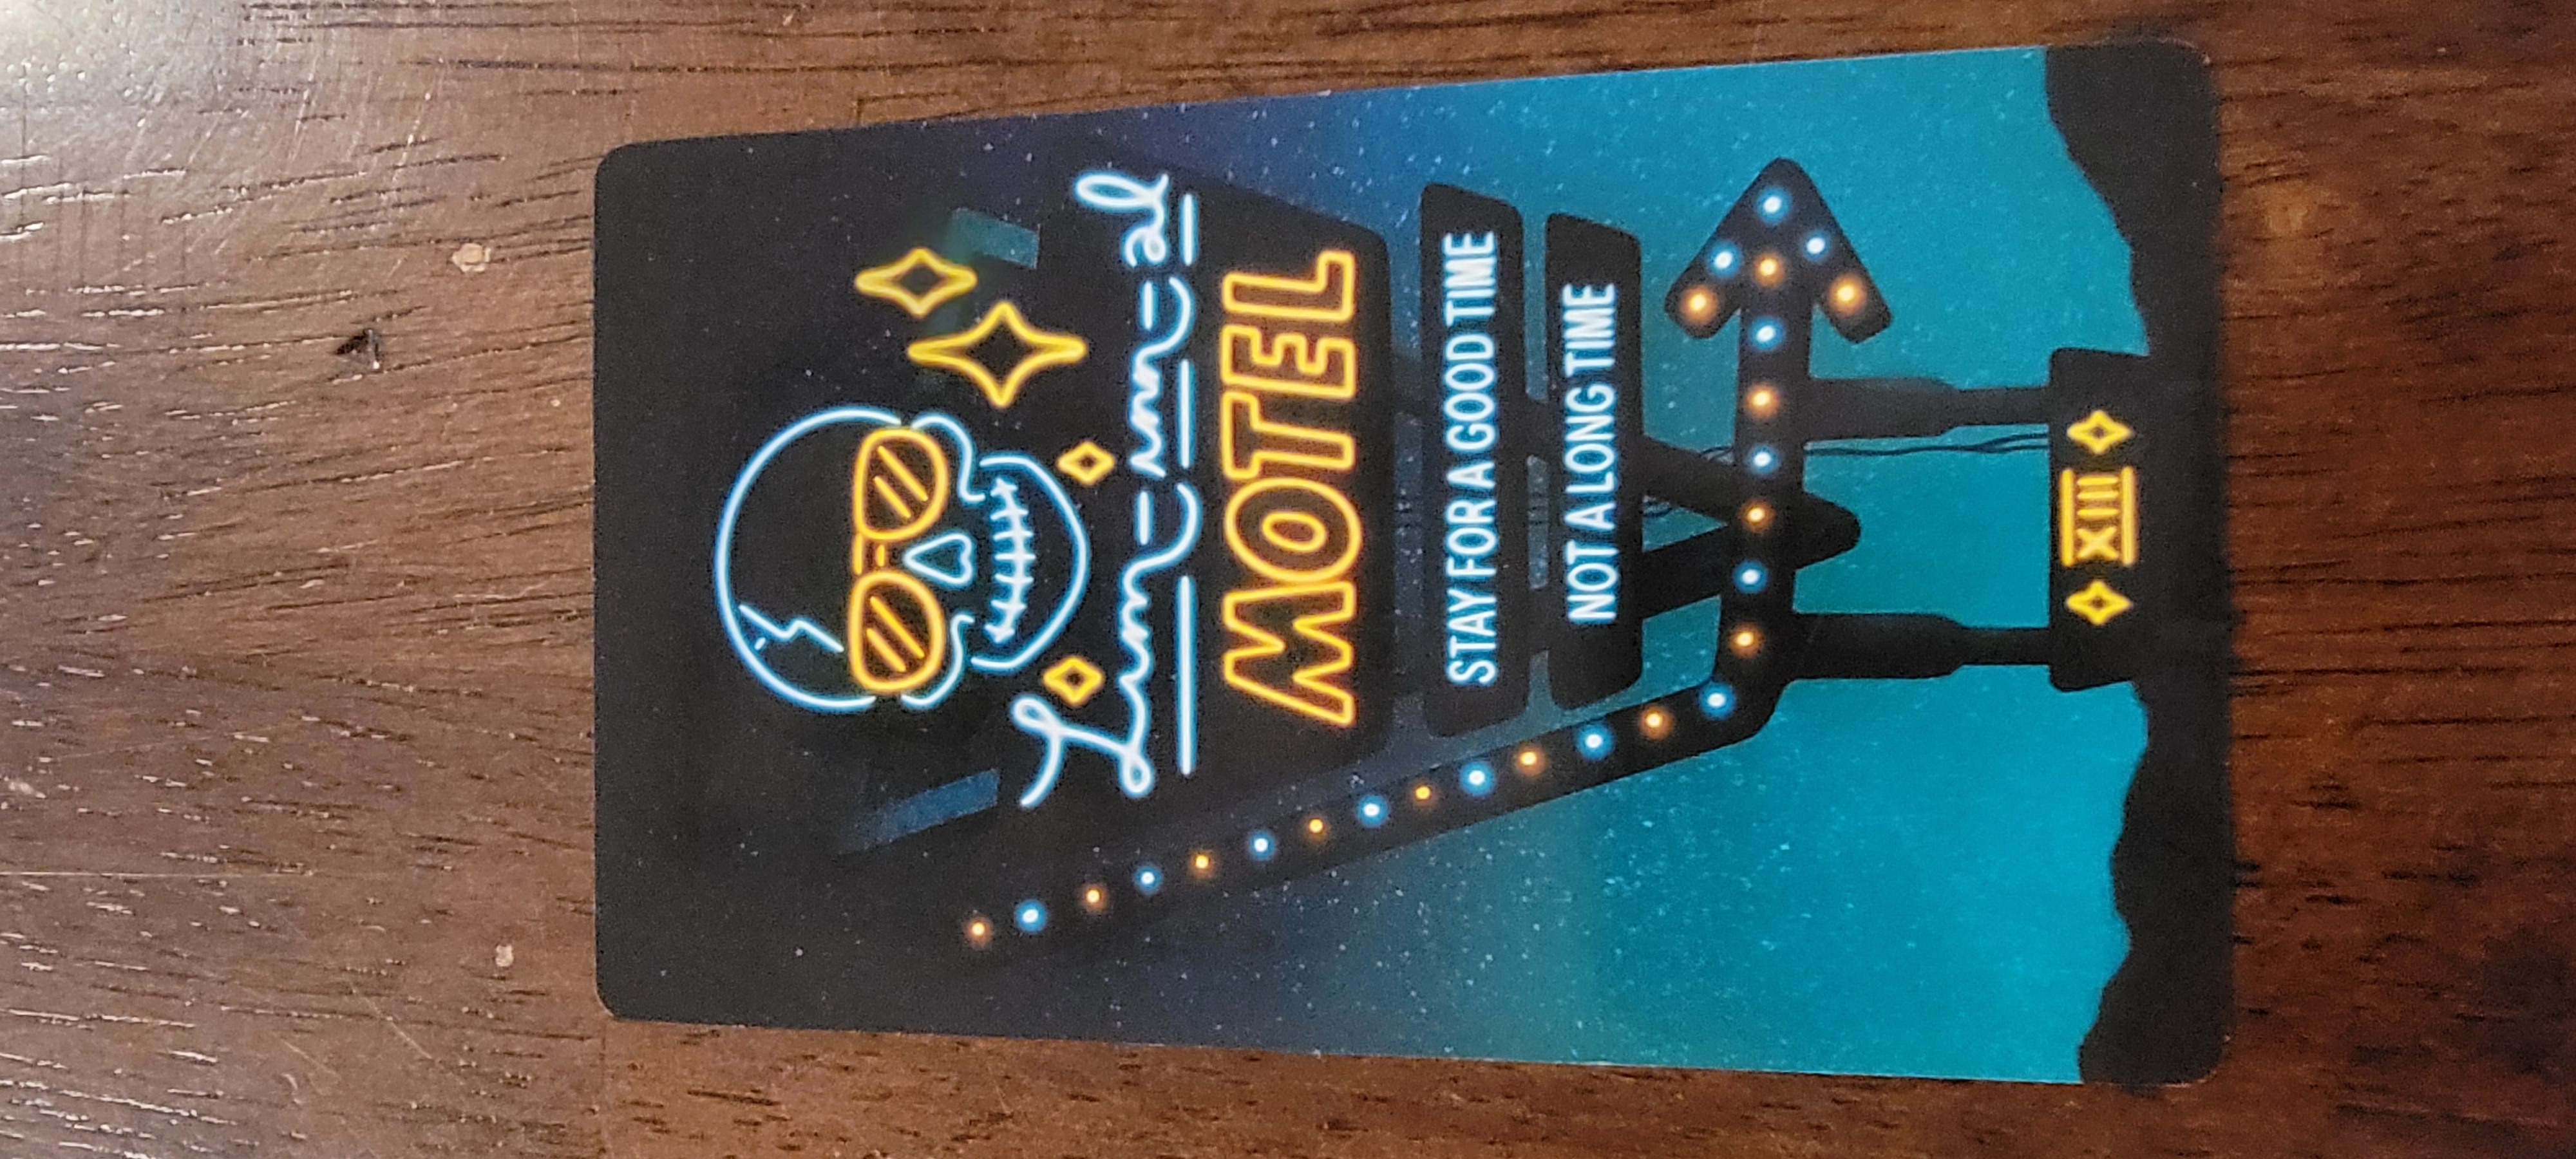 Lim-inn-al
MOTEL
STAY FOR A GOOD TIME
NOT A LONG TIME
XIII